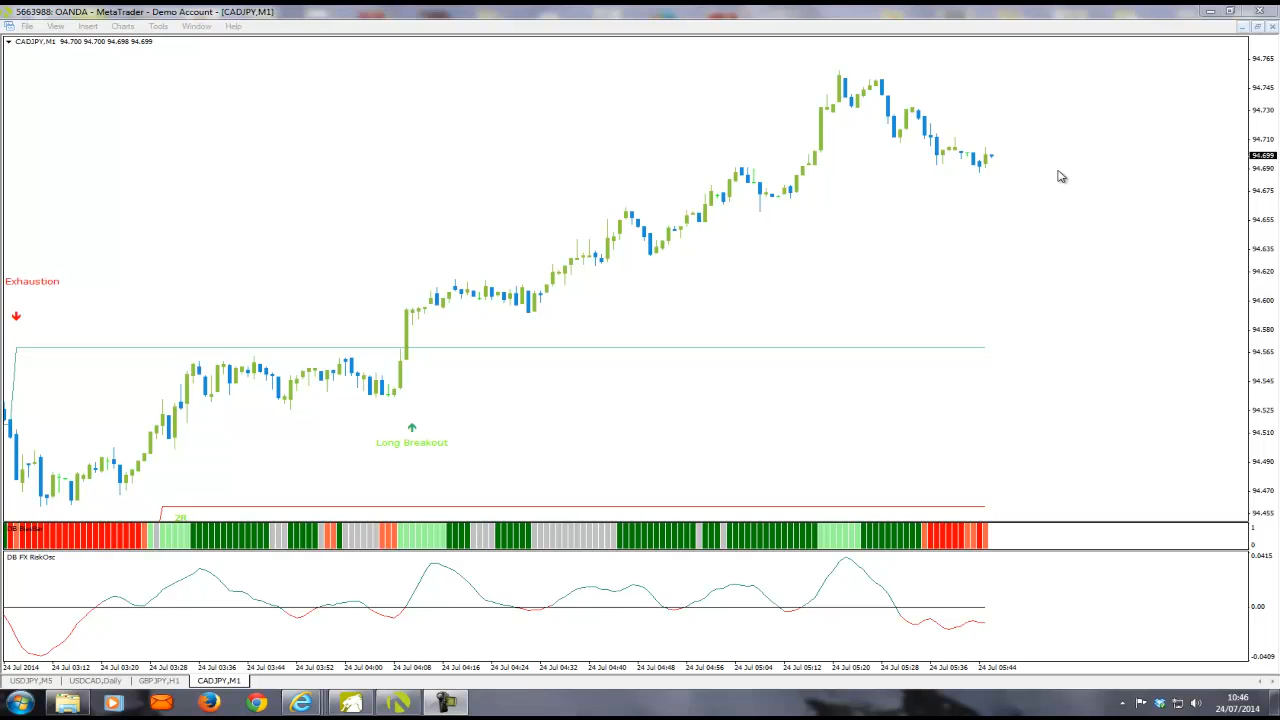 5663988: OANDA - MetaTrader - Demo Account - [CADJPY,M1]
File View Insert Charts Tools Window Help
CADJPY,M1 94.700 94.700 94.698 94.699
94.765
94.745
94.730
94.710
94.699
94.690
94.675
94.655
94.635
94.620
94.600
94.580
94.565
94.545
94.525
94.510
94.490
94.470
94.455
Exhaustion
Long Breakout
ZR
1
0
DB FX RiskOsc
0.0415
0.00
-0.0409
24 Jul 2014 24 Jul 03:12 24 Jul 03:20 24 Jul 03:28 24 Jul 03:36 24 Jul 03:44 24 Jul 03:52 24 Jul 04:00 24 Jul 04:08 24 Jul 04:16 24 Jul 04:24 24 Jul 04:32 24 Jul 04:40 24 Jul 04:48 24 Jul 04:56 24 Jul 05:04 24 Jul 05:12 24 Jul 05:20 24 Jul 05:28 24 Jul 05:36 24 Jul 05:44
USDJPY,M5 USDCAD,Daily GBPJPY,H1 CADJPY,M1
10:46
24/07/2014